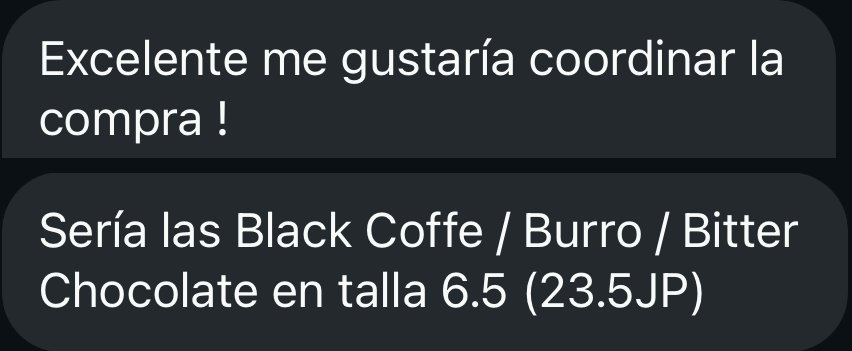 Excelente me gustaría coordinar la
compra !
Sería las Black Coffe / Burro / Bitter
Chocolate en talla 6.5 (23.5JP)